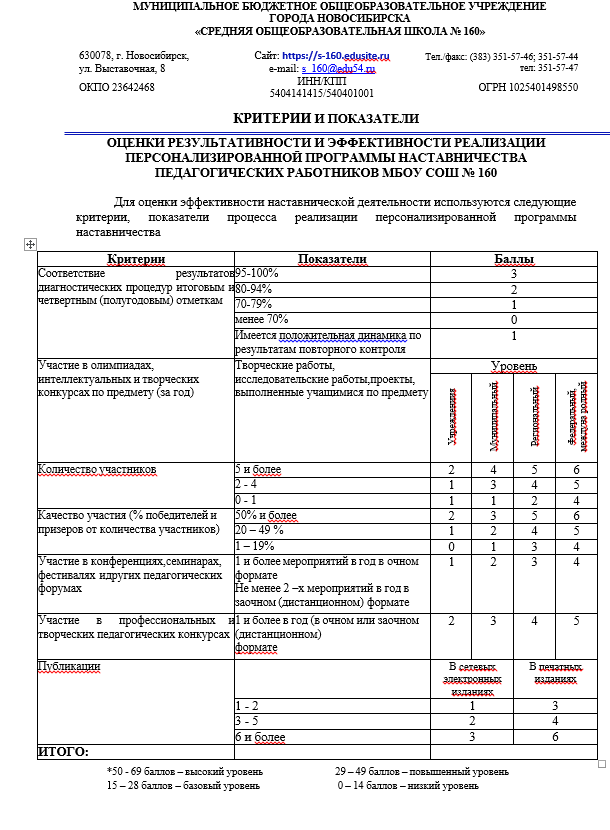 МУНИЦИПАЛЬНОЕ БЮДЖЕТНОЕ ОБЩЕОБРАЗОВАТЕЛЬНОЕ УЧРЕЖДЕНИЕ
ГОРОДА НОВОСИБИРСКА
«СРЕДНЯЯ ОБЩЕОБРАЗОВАТЕЛЬНАЯ ШКОЛА № 160»
630078, г. Новосибирск, Сайт: https://s-160.edusite.ru Тел./факс: (383) 351-57-46; 351-57-44
ул. Выставочная, 8 e-mail: s_160@edu54.ru тел: 351-57-47
ИНН/КПП
ОКПО 23642468 5404141415/540401001 ОГРН 1025401498550
КРИТЕРИИ И ПОКАЗАТЕЛИ
ОЦЕНКИ РЕЗУЛЬТАТИВНОСТИ И ЭФФЕКТИВНОСТИ РЕАЛИЗАЦИИ
ПЕРСОНАЛИЗИРОВАННОЙ ПРОГРАММЫ НАСТАВНИЧЕСТВА
ПЕДАГОГИЧЕСКИХ РАБОТНИКОВ МБОУ СОШ № 160
Для оценки эффективности наставнической деятельности используются следующие
критерии, показатели процесса реализации персонализированной программы
наставничества
Критерии Показатели Баллы
Соответствие результатов 95-100% 3
диагностических процедур итоговым и 80-94% 2
четвертным (полугодовым) отметкам 70-79% 1
менее 70% 0
Имеется положительная динамика по
результатам повторного контроля 1
Участие в олимпиадах, Творческие работы, Уровень
интеллектуальных и творческих исследовательские работы,проекты,
конкурсах по предмету (за год) выполненные учащимися по предмету
Учреждения Муниципальный Региональный Федеральный, междуна родный
Количество участников 5 и более 2 4 5 6
2 - 4 1 3 4 5
0 - 1 1 1 2 4
Качество участия (% победителей и 50% и более 2 3 5 6
призеров от количества участников) 20 – 49 % 1 2 4 5
1 – 19% 0 1 3 4
Участие в конференциях,семинарах, 1 и более мероприятий в год в очном 1 2 3 4
фестивалях идругих педагогических формате
форумах Не менее 2 –х мероприятий в год в
заочном (дистанционном) формате
Участие в профессиональных и 1 и более в год (в очном или заочном 2 3 4 5
творческих педагогических конкурсах (дистанционном)
формате
Публикации В сетевых электронных изданиях В печатных изданиях
1 - 2 1 3
3 - 5 2 4
6 и более 3 6
ИТОГО:
*50 - 69 баллов – высокий уровень 29 – 49 баллов – повышенный уровень
15 – 28 баллов – базовый уровень 0 – 14 баллов – низкий уровень